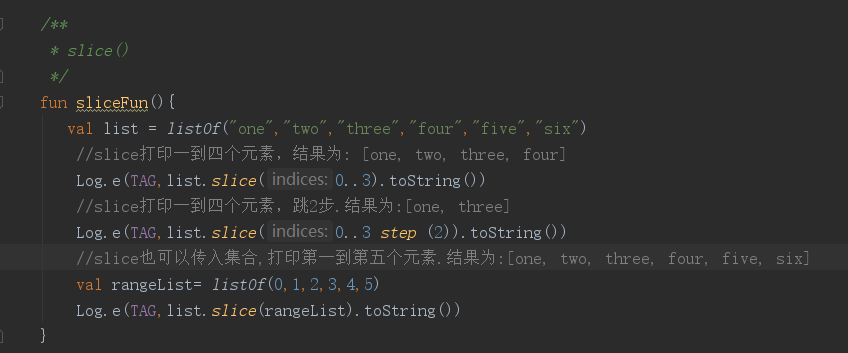 /**
 * slice()
 */
fun sliceFun(){
val list = listOf("one","two","three","four","five","six")
//slice打印一到四个元素，结果为: [one, two, three, four]
Log.e(TAG,list.slice( indices: 0..3).toString())
//slice打印一到四个元素，跳2步.结果为:[one, three]
Log.e(TAG,list.slice( indices: 0..3 step (2)).toString())
//slice也可以传入集合,打印第一到第五个元素.结果为:[one, two, three, four, five, six]
val rangeList= listOf(0,1,2,3,4,5)
Log.e(TAG,list.slice(rangeList).toString())
}